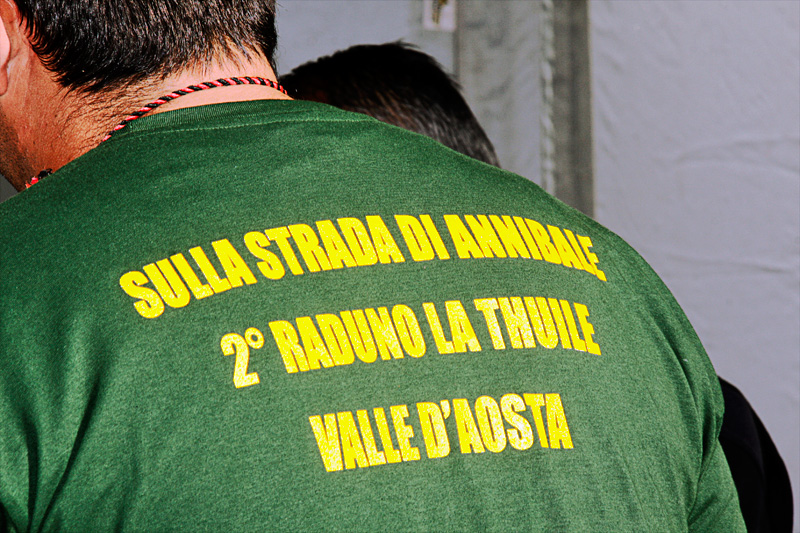 SULLA STRADA DI ANNIBALE
2° RADUNO LA THUILE
VALLE D'AOSTA